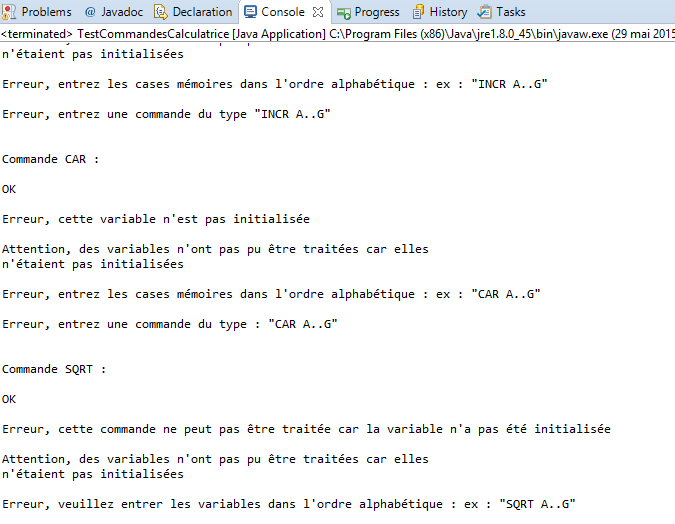 Problems @ Javadoc Declaration Console Progress History Tasks
<terminated> TestCommandesCalculatrice [Java Application] C:\Program Files (x86)\Java\jre1.8.0_45\bin\javaw.exe (29 mai 2015
n'étaient pas initialisées
Erreur, entrez les cases mémoires dans l'ordre alphabétique : ex : "INCR A..G"
Erreur, entrez une commande du type "INCR A..G"
Commande CAR :
OK
Erreur, cette variable n'est pas initialisée
Attention, des variables n'ont pas pu être traitées car elles
n'étaient pas initialisées
Erreur, entrez les cases mémoires dans l'ordre alphabétique : ex : "CAR A..G"
Erreur, entrez une commande du type : "CAR A..G"
Commande SQRT :
OK
Erreur, cette commande ne peut pas être traitée car la variable n'a pas été initialisée
Attention, des variables n'ont pas pu être traitées car elles
n'étaient pas initialisées
Erreur, veuillez entrer les variables dans l'ordre alphabétique : ex : "SQRT A..G"